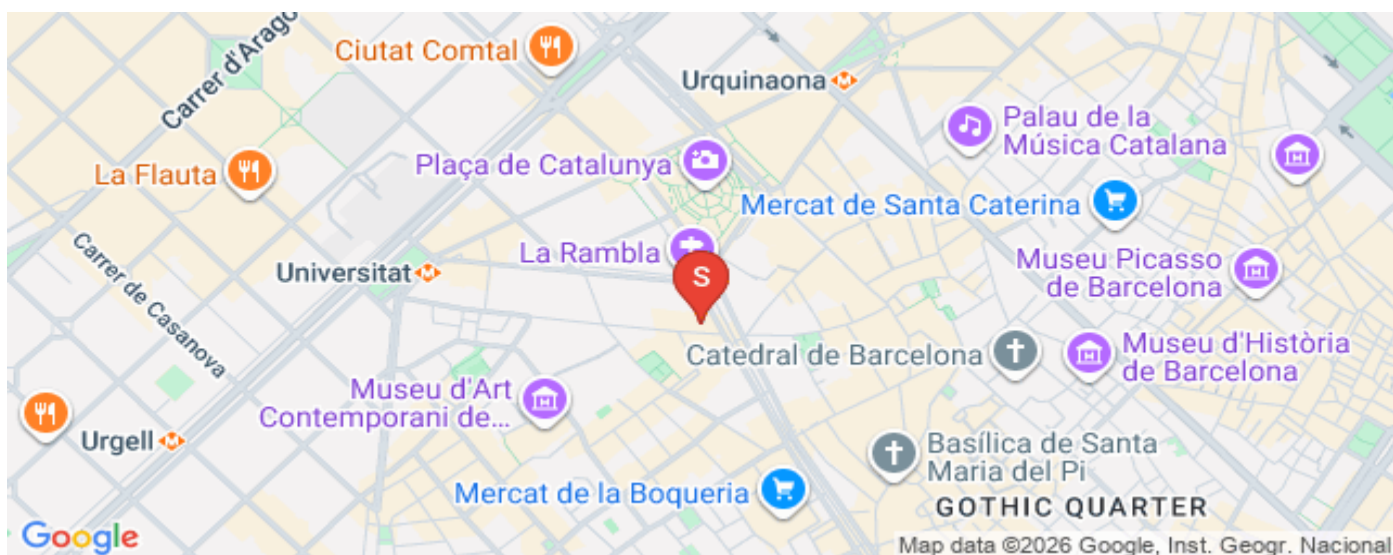 Carrer d'Arago
Ciutat Comtal
Urquinaona
Palau de la
Música Catalana
La Flauta
Plaça de Catalunya
Mercat de Santa Caterina
Carrer de Casanova
Universitat
La Rambla
S
Museu Picasso
de Barcelona
Catedral de Barcelona
Museu d'Història
de Barcelona
Museu d'Art
Contemporani de...
Urgell
Basílica de Santa
Maria del Pi
Mercat de la Boqueria
GOTHIC QUARTER
Google
Map data ©2026 Google, Inst. Geogr. Nacional